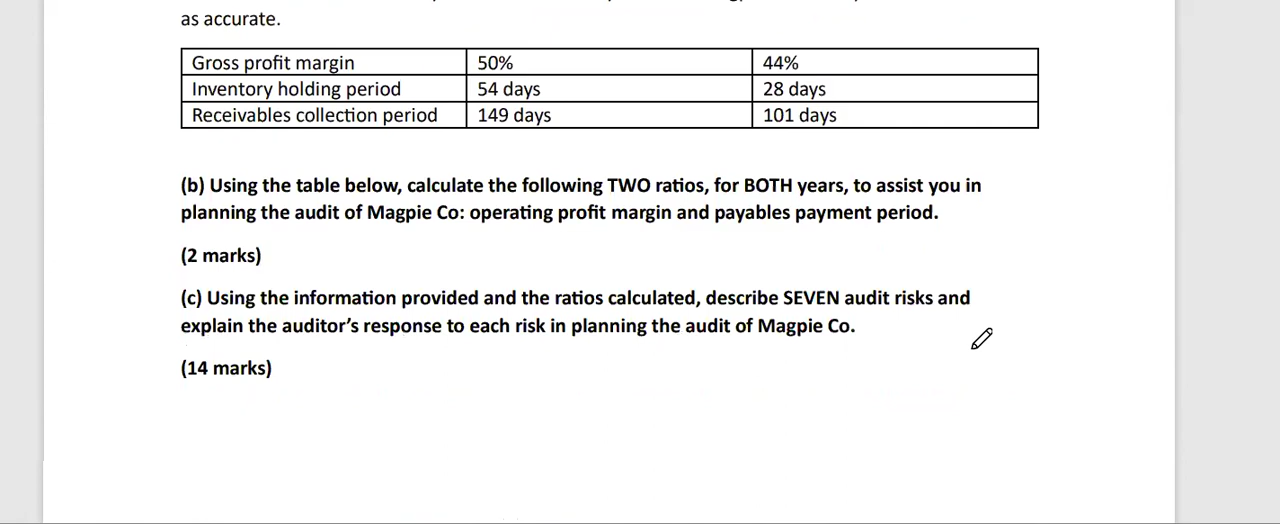 as accurate.
Gross profit margin 50% 44%
Inventory holding period 54 days 28 days
Receivables collection period 149 days 101 days
(b) Using the table below, calculate the following TWO ratios, for BOTH years, to assist you in
planning the audit of Magpie Co: operating profit margin and payables payment period.
(2 marks)
(c) Using the information provided and the ratios calculated, describe SEVEN audit risks and
explain the auditor’s response to each risk in planning the audit of Magpie Co.
(14 marks)